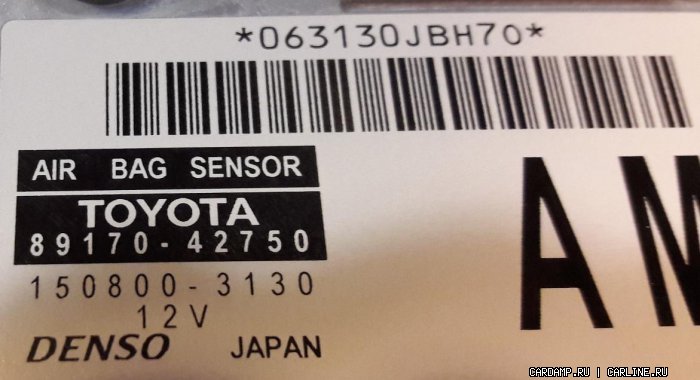 *063130JBH70*
AIR BAG SENSOR
TOYOTA
89170-42750
150800-3130
12V
DENSO JAPAN
AM
CARDAMP.RU | CARLINE.RU